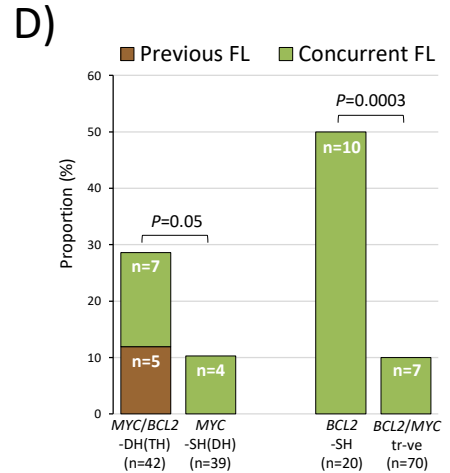 D)
Previous FL Concurrent FL
60
50
40
30
20
10
0
Proportion (%)
P=0.05
P=0.0003
n=7
n=5
n=4
n=10
n=7
MYC/BCL2
-DH(TH)
(n=42)
MYC
-SH(DH)
(n=39)
BCL2
-SH
(n=20)
BCL2/MYC
tr-ve
(n=70)